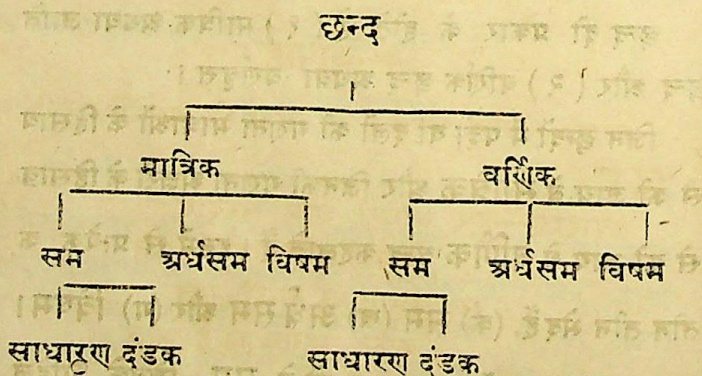 छन्द
मात्रिक वर्णिक
सम अर्धसम विषम सम अर्धसम विषम
साधारण दंडक साधारण दंडक